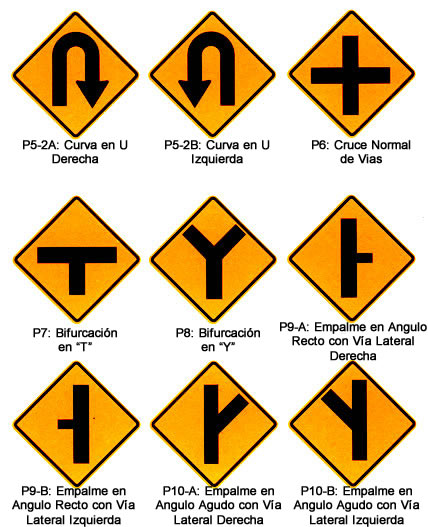 P5-2A: Curva en U
Derecha
P5-2B: Curva en U
Izquierda
P6: Cruce Normal
de Vias
P7: Bifurcación
en "T"
P8: Bifurcación
en "Y"
P9-A: Empalme en Angulo
Recto con Vía Lateral
Derecha
P9-B: Empalme en
Angulo Recto con Vía
Lateral Izquierda
P10-A: Empalme en
Angulo Agudo con Vía
Lateral Derecha
P10-B: Empalme en
Angulo Agudo con Vía
Lateral Izquierda